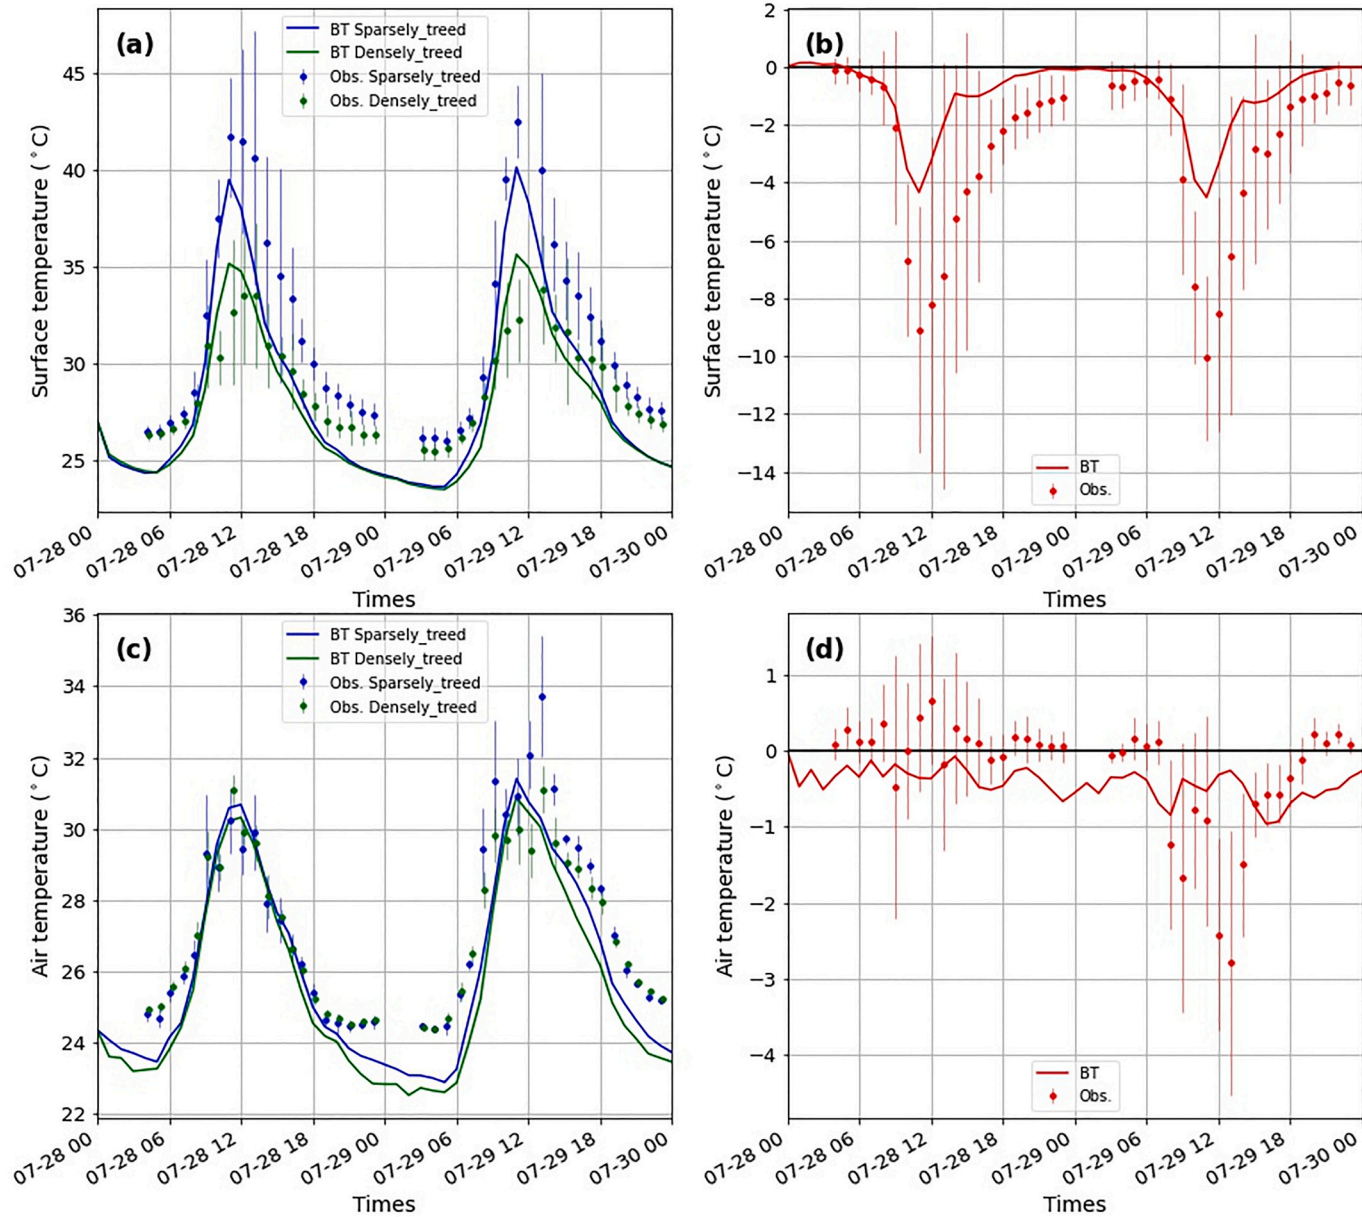 (a)
BT Sparsely_treed
BT Densely_treed
Obs. Sparsely_treed
Obs. Densely_treed
Surface temperature (°C)
45
40
35
30
25
07-28 00
07-28 06
07-28 12
07-28 18
07-29 00
07-29 06
07-29 12
07-29 18
07-30 00
Times
(b)
Surface temperature (°C)
2
0
−2
−4
−6
−8
−10
−12
−14
BT
Obs.
07-28 00
07-28 06
07-28 12
07-28 18
07-29 00
07-29 06
07-29 12
07-29 18
07-30 00
Times
(c)
BT Sparsely_treed
BT Densely_treed
Obs. Sparsely_treed
Obs. Densely_treed
Air temperature (°C)
36
34
32
30
28
26
24
22
07-28 00
07-28 06
07-28 12
07-28 18
07-29 00
07-29 06
07-29 12
07-29 18
07-30 00
Times
(d)
Air temperature (°C)
1
0
−1
−2
−3
−4
BT
Obs.
07-28 00
07-28 06
07-28 12
07-28 18
07-29 00
07-29 06
07-29 12
07-29 18
07-30 00
Times